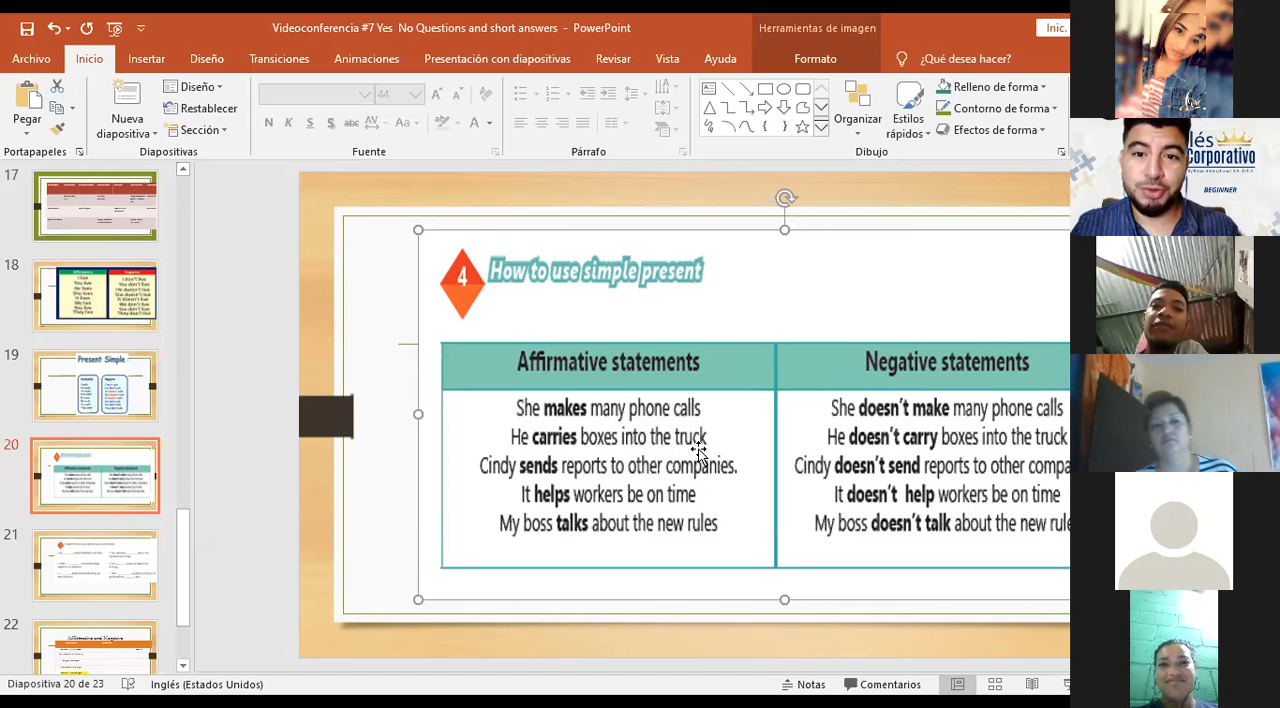 Videoconferencia #7 Yes No Questions and short answers - PowerPoint
Herramientas de imagen
Inic.
Archivo Inicio Insertar Diseño Transiciones Animaciones Presentación con diapositivas Revisar Vista Ayuda Formato ¿Qué desea hacer?
Pegar
Nueva diapositiva
Diseño
Restablecer
Sección
44
N K S S abc AV Aa A
Organizar
Estilos rápidos
Relleno de forma
Contorno de forma
Efectos de forma
Portapapeles Diapositivas Fuente Párrafo Dibujo
17
18
19
Present Simple
20
21
22
Affirmative and Negative
4
How to use simple present
Affirmative statements
She makes many phone calls
He carries boxes into the truck
Cindy sends reports to other companies.
It helps workers be on time
My boss talks about the new rules
Negative statements
She doesn't make many phone calls
He doesn't carry boxes into the truck
Cindy doesn't send reports to other compa
It doesn't help workers be on time
My boss doesn't talk about the new rule
lés
Corporativo
BEGINNER
Diapositiva 20 de 23 Inglés (Estados Unidos) Notas Comentarios